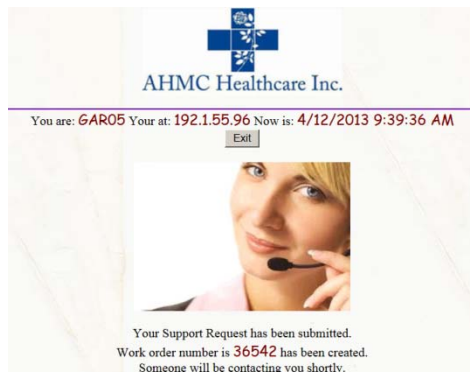 AHMC Healthcare Inc.
You are: GAR05 Your at: 192.1.55.96 Now is: 4/12/2013 9:39:36 AM
Exit
Your Support Request has been submitted.
Work order number is 36542 has been created.
Someone will be contacting you shortly.